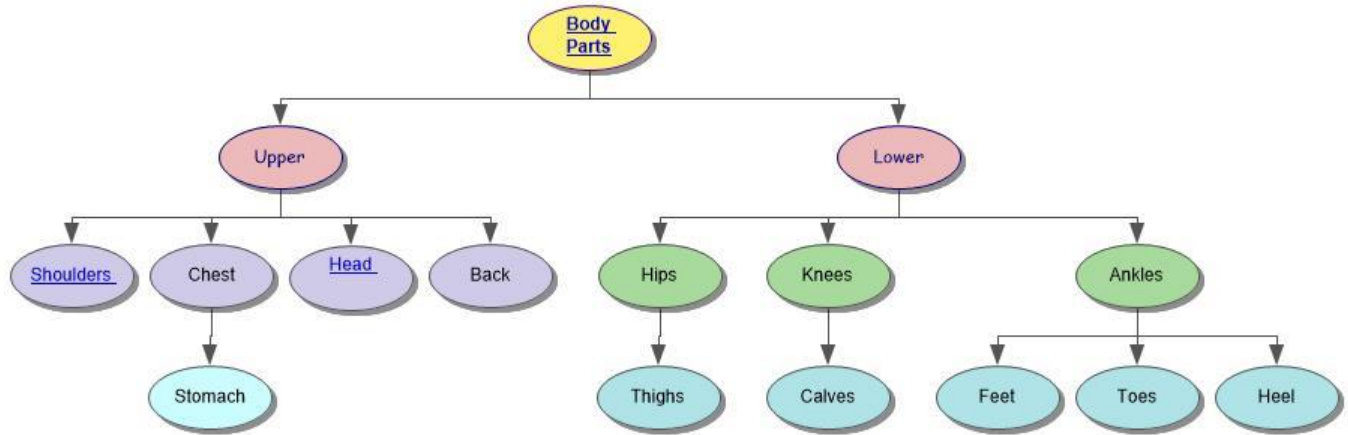 Body
Parts
Upper
Lower
Shoulders
Chest
Head
Back
Hips
Knees
Ankles
Stomach
Thighs
Calves
Feet
Toes
Heel